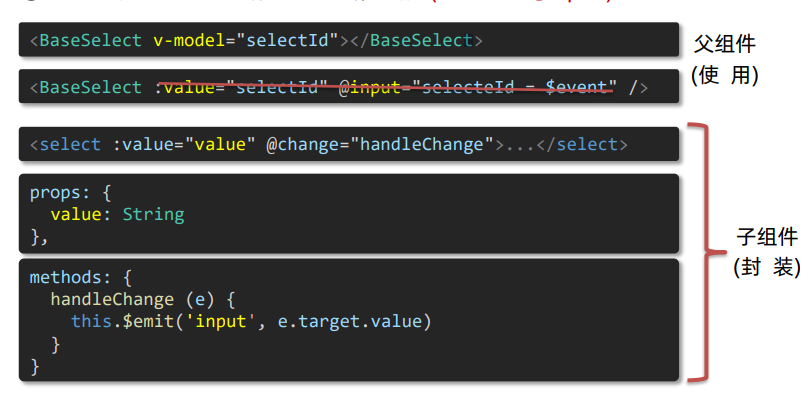 <BaseSelect v-model="selectId"></BaseSelect>
父组件
(使 用)
<BaseSelect :value="selectId" @input="selecteId = $event" />
<select :value="value" @change="handleChange">...</select>
props: {
value: String
},
子组件
(封 装)
methods: {
handleChange (e) {
this.$emit('input', e.target.value)
}
}